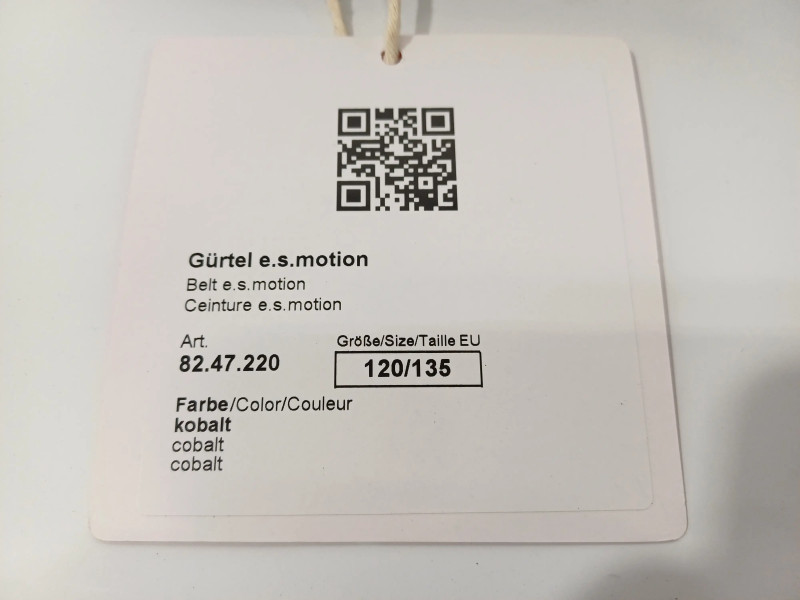 Gürtel e.s.motion
Belt e.s.motion
Ceinture e.s.motion
Art.
82.47.220
Größe/Size/Taille EU
120/135
Farbe/Color/Couleur
kobalt
cobalt
cobalt